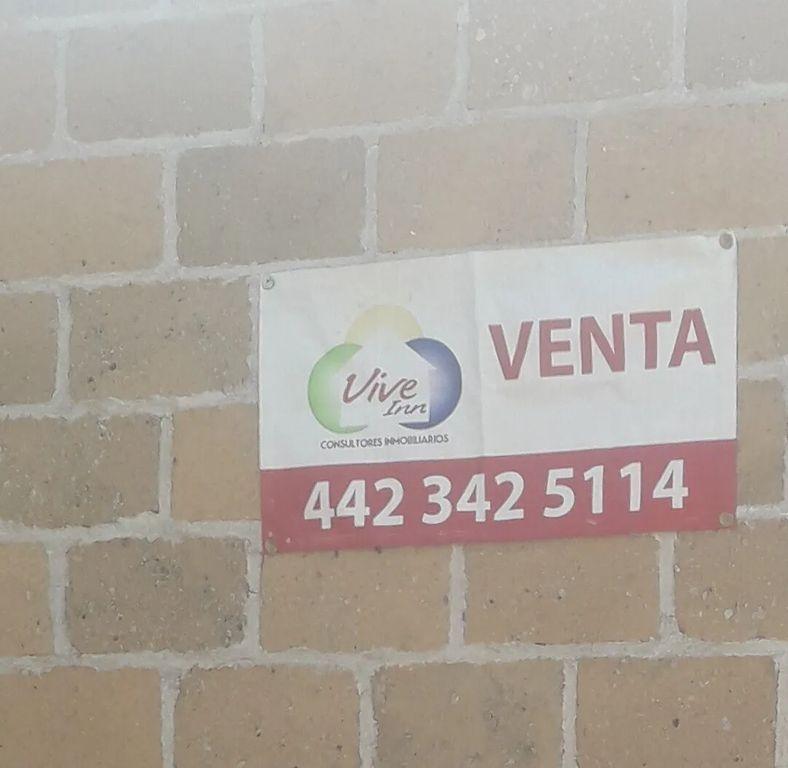 Vive
Inn
CONSULTORES INMOBILIARIOS
VENTA
442 342 5114